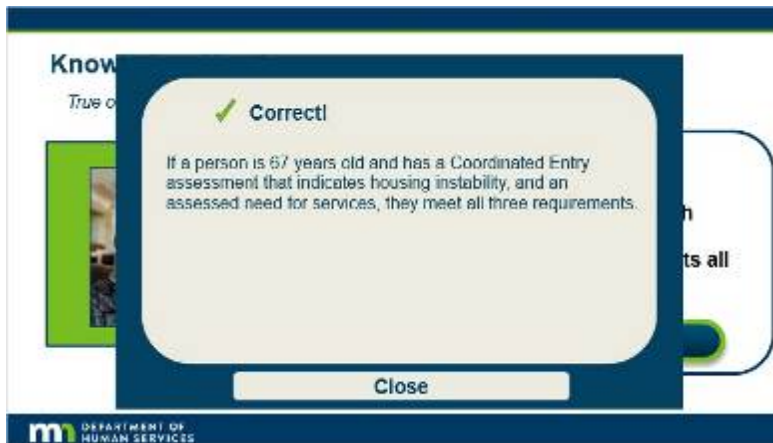 Know
True o
Correct!
If a person is 67 years old and has a Coordinated Entry
assessment that indicates housing instability, and an
assessed need for services, they meet all three requirements.
h
ts all
Close
DEPARTMENT OF
HUMAN SERVICES